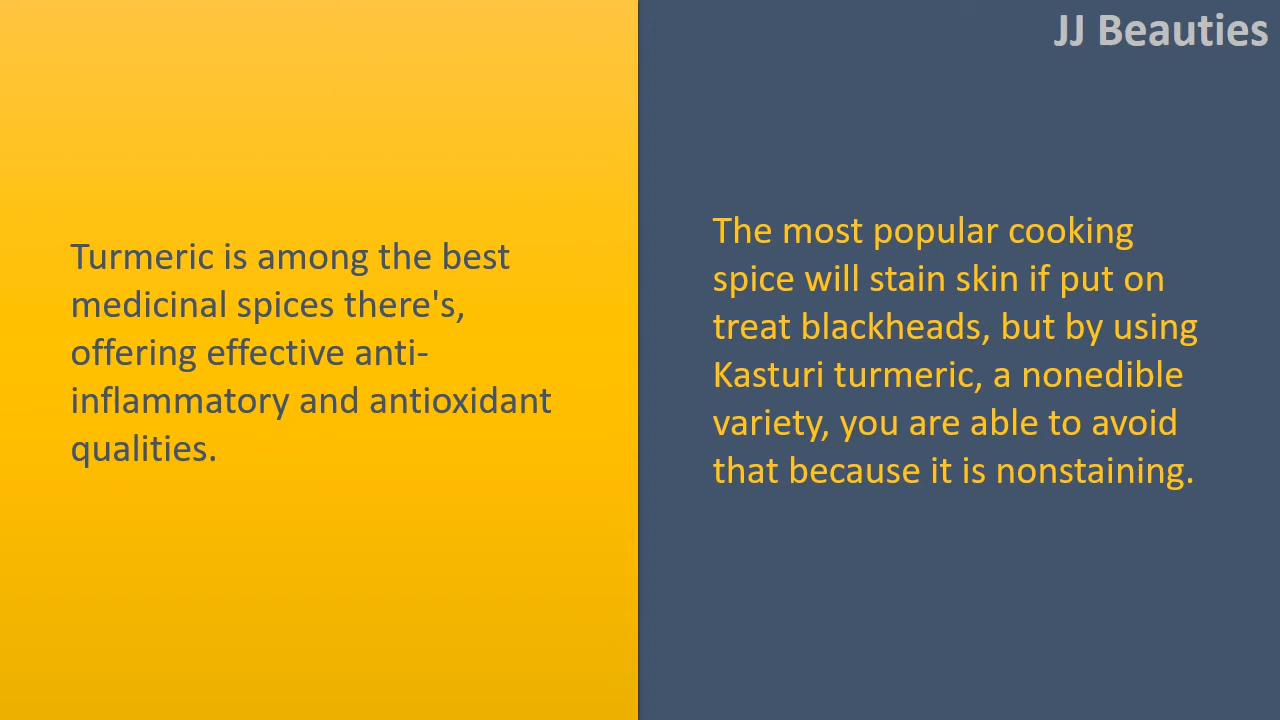 JJ Beauties
Turmeric is among the best
medicinal spices there's,
offering effective anti-
inflammatory and antioxidant
qualities.
The most popular cooking
spice will stain skin if put on
treat blackheads, but by using
Kasturi turmeric, a nonedible
variety, you are able to avoid
that because it is nonstaining.